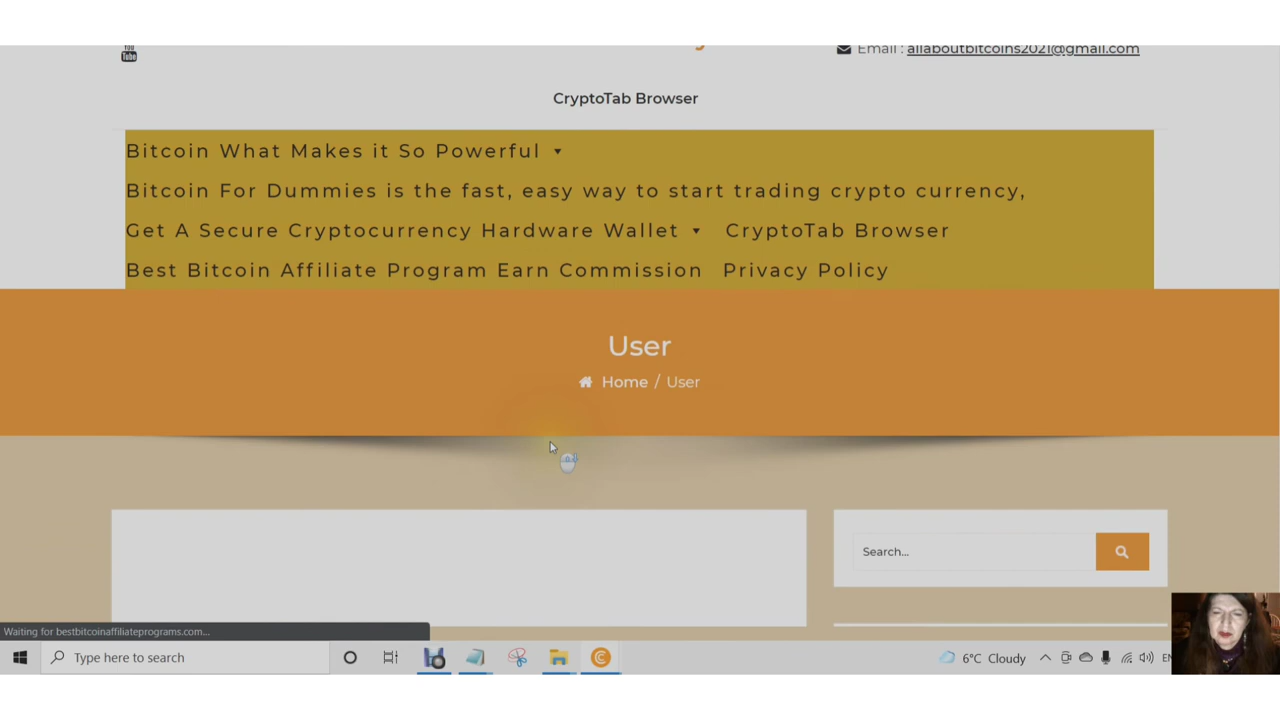 You
Tube
Email : allaboutbitcoins2021@gmail.com
CryptoTab Browser
Bitcoin What Makes it So Powerful
Bitcoin For Dummies is the fast, easy way to start trading crypto currency,
Get A Secure Cryptocurrency Hardware Wallet CryptoTab Browser
Best Bitcoin Affiliate Program Earn Commission Privacy Policy
User
Home / User
Search...
Waiting for bestbitcoinaffiliateprograms.com...
Type here to search
6°C Cloudy